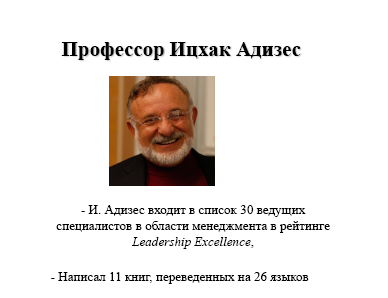 Профессор Ицхак Адизес
- И. Адизес входит в список 30 ведущих
специалистов в области менеджмента в рейтинге
Leadership Excellence,
- Написал 11 книг, переведенных на 26 языков